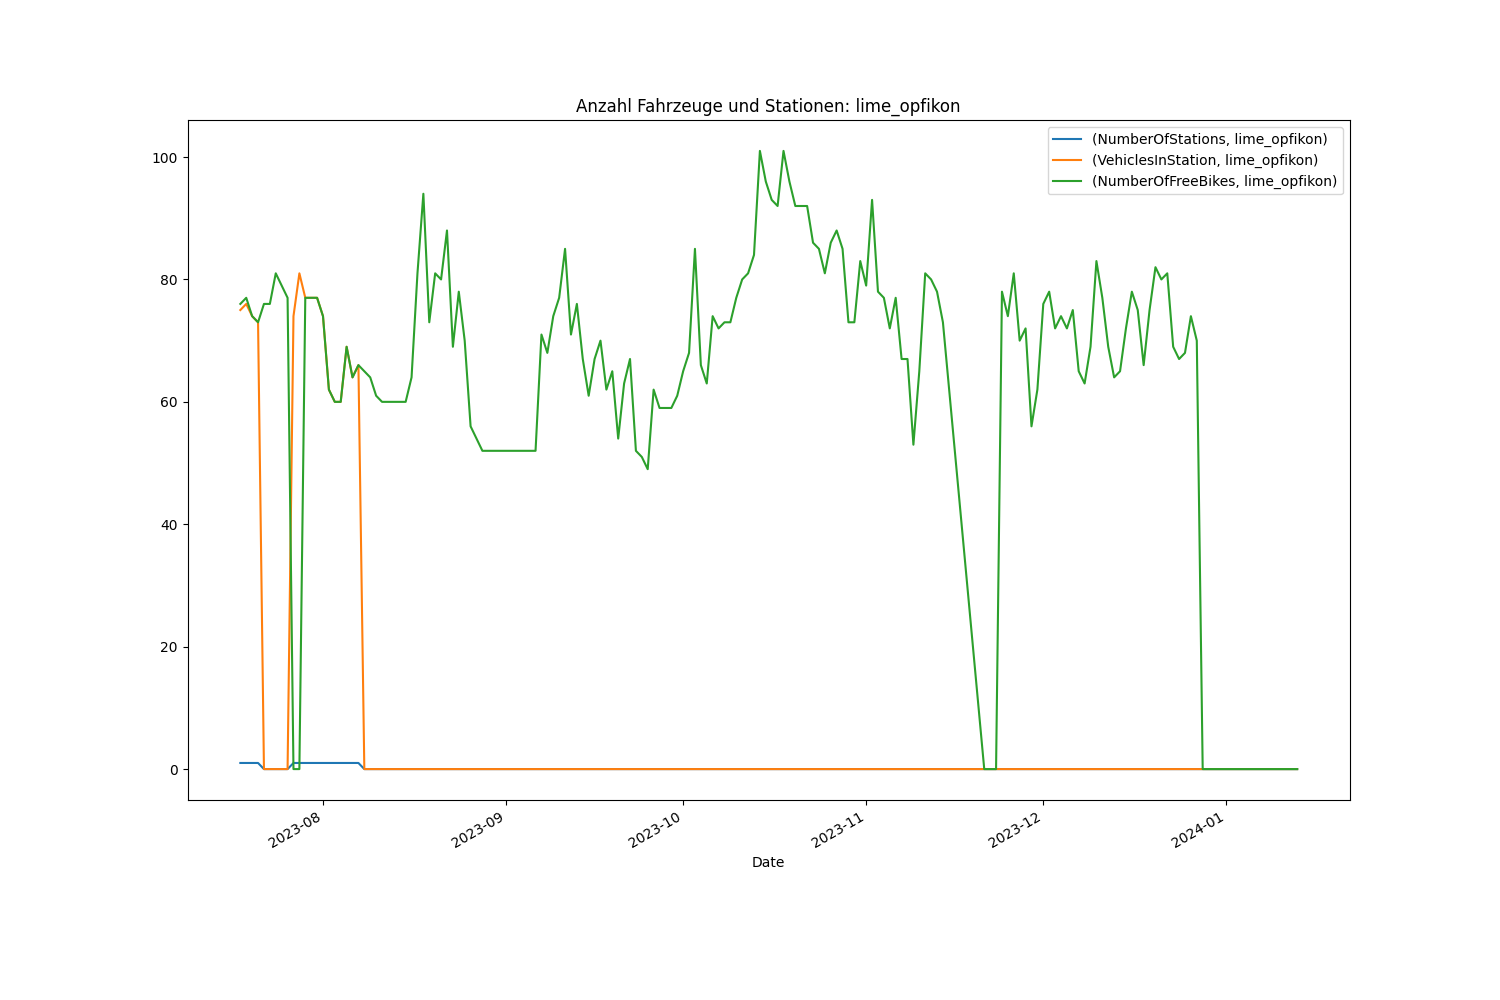 Anzahl Fahrzeuge und Stationen: lime_opfikon
(NumberOfStations, lime_opfikon)
(VehiclesInStation, lime_opfikon)
(NumberOfFreeBikes, lime_opfikon)
100
80
60
40
20
0
2023-08
2023-09
2023-10
2023-11
2023-12
2024-01
Date